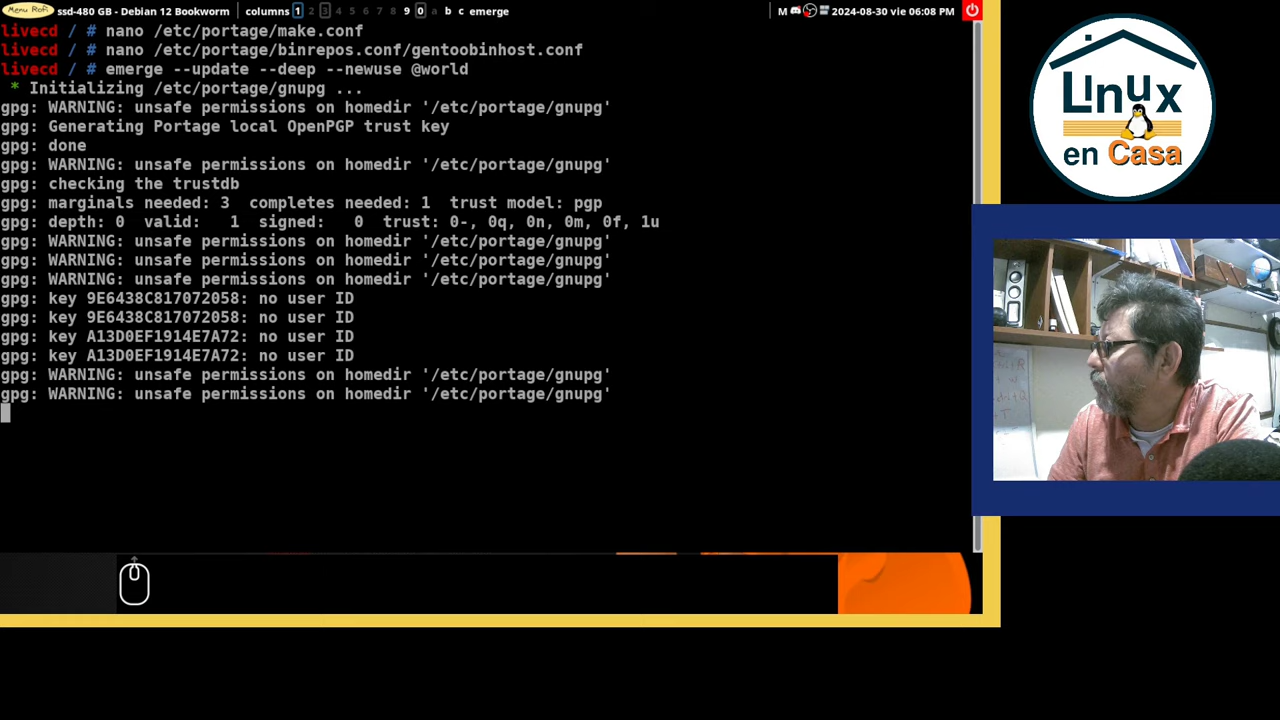 Menu Rofi ssd-480 GB - Debian 12 Bookworm columns 1 2 3 4 5 6 7 8 9 0 a b c emerge M 2024-08-30 vie 06:08 PM
livecd / # nano /etc/portage/make.conf
livecd / # nano /etc/portage/binrepos.conf/gentoobinhost.conf
livecd / # emerge --update --deep --newuse @world
* Initializing /etc/portage/gnupg ...
gpg: WARNING: unsafe permissions on homedir '/etc/portage/gnupg'
gpg: Generating Portage local OpenPGP trust key
gpg: done
gpg: WARNING: unsafe permissions on homedir '/etc/portage/gnupg'
gpg: checking the trustdb
gpg: marginals needed: 3  completes needed: 1  trust model: pgp
gpg: depth: 0  valid:   1  signed:   0  trust: 0-, 0q, 0n, 0m, 0f, 1u
gpg: WARNING: unsafe permissions on homedir '/etc/portage/gnupg'
gpg: WARNING: unsafe permissions on homedir '/etc/portage/gnupg'
gpg: WARNING: unsafe permissions on homedir '/etc/portage/gnupg'
gpg: key 9E6438C817072058: no user ID
gpg: key 9E6438C817072058: no user ID
gpg: key A13D0EF1914E7A72: no user ID
gpg: key A13D0EF1914E7A72: no user ID
gpg: WARNING: unsafe permissions on homedir '/etc/portage/gnupg'
gpg: WARNING: unsafe permissions on homedir '/etc/portage/gnupg'
Linux
en Casa